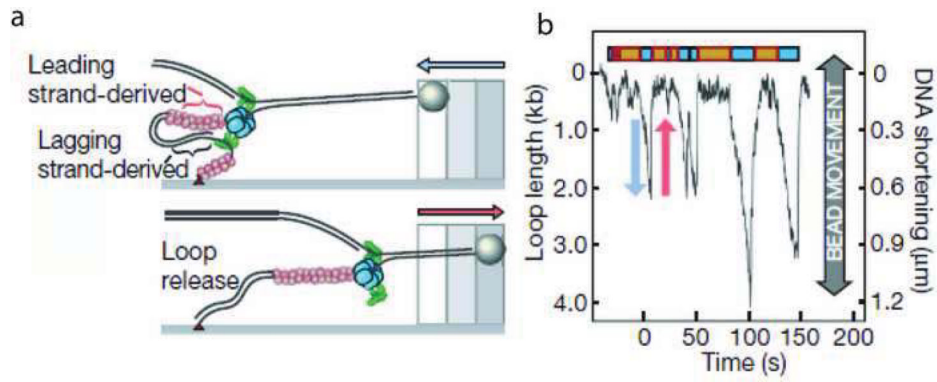 a
Leading
strand-derived
Lagging
strand-derived
Loop
release
b
Loop length (kb)
0
1.0
2.0
3.0
4.0
BEAD MOVEMENT
0
0.3
0.6
0.9
1.2
DNA shortening (μm)
0 50 100 150 200
Time (s)